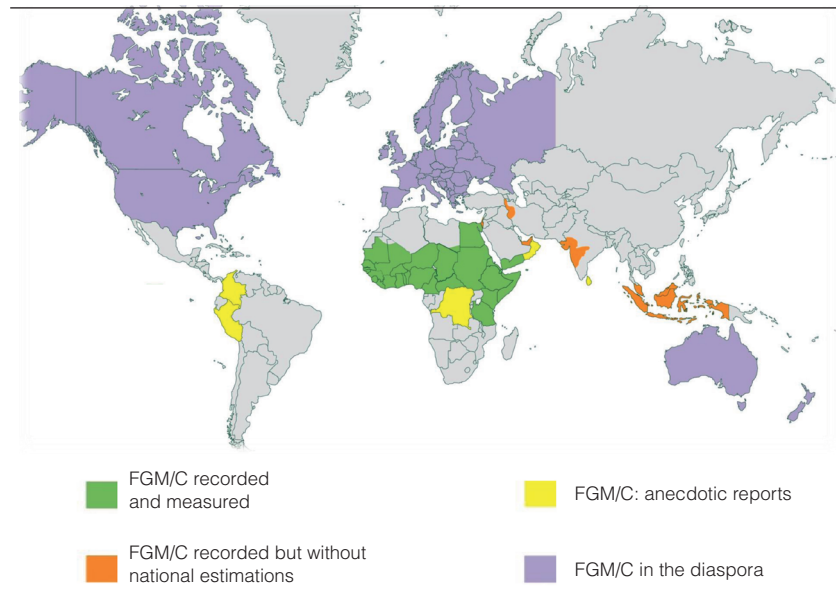 FGM/C recorded
and measured
FGM/C recorded but without
national estimations
FGM/C: anecdotic reports
FGM/C in the diaspora